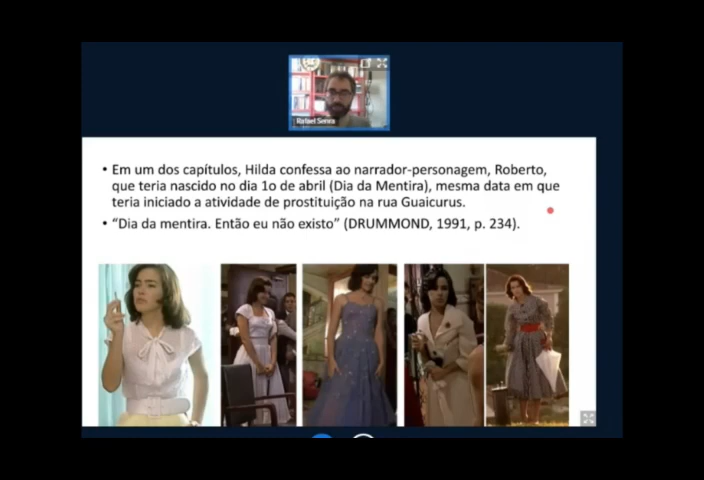 Rafael Senra
• Em um dos capítulos, Hilda confessa ao narrador-personagem, Roberto,
que teria nascido no dia 1o de abril (Dia da Mentira), mesma data em que
teria iniciado a atividade de prostituição na rua Guaicurus.
• “Dia da mentira. Então eu não existo” (DRUMMOND, 1991, p. 234).